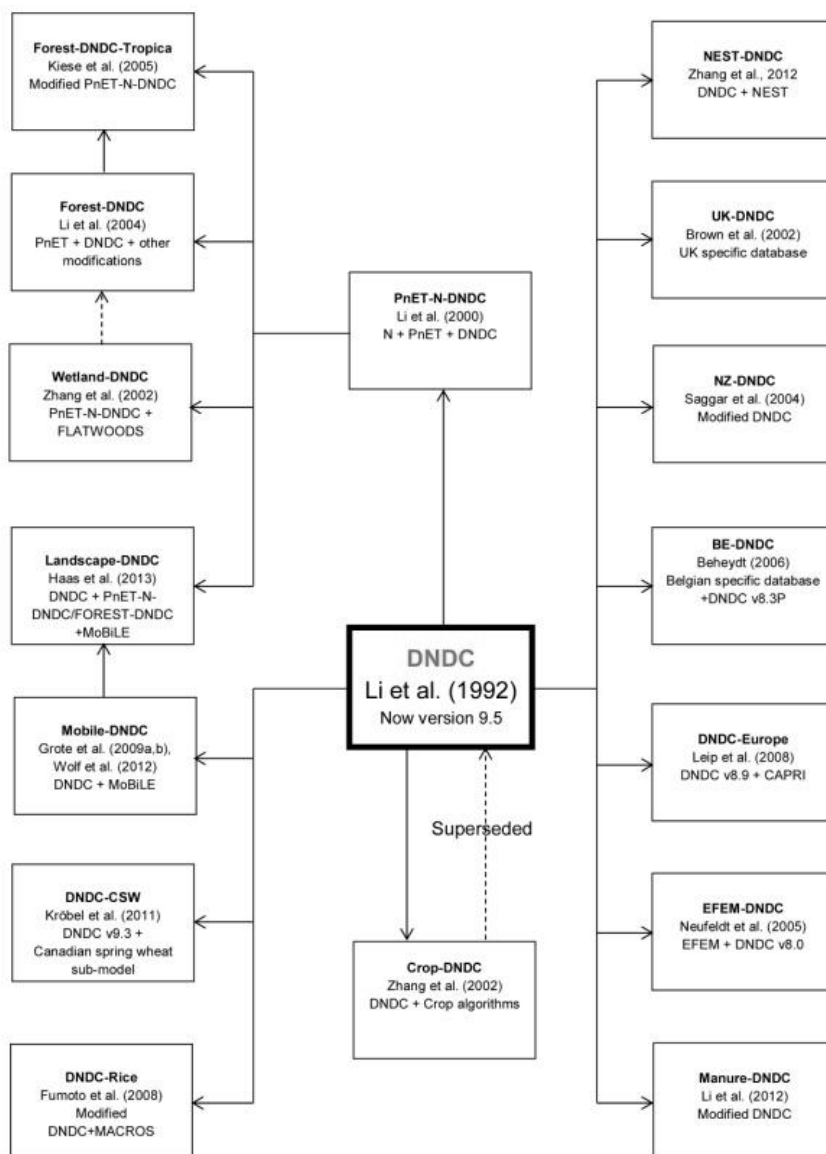 Forest-DNDC-Tropica
Kiese et al. (2005)
Modified PnET-N-DNDC
Forest-DNDC
Li et al. (2004)
PnET + DNDC + other
modifications
Wetland-DNDC
Zhang et al. (2002)
PnET-N-DNDC +
FLATWOODS
Landscape-DNDC
Haas et al. (2013)
DNDC + PnET-N-
DNDC/FOREST-DNDC
+MoBiLE
Mobile-DNDC
Grote et al. (2009a,b),
Wolf et al. (2012)
DNDC + MoBiLE
DNDC-CSW
Kröbel et al. (2011)
DNDC v9.3 +
Canadian spring wheat
sub-model
DNDC-Rice
Fumoto et al. (2008)
Modified
DNDC+MACROS
PnET-N-DNDC
Li et al. (2000)
N + PnET + DNDC
DNDC
Li et al. (1992)
Now version 9.5
Superseded
Crop-DNDC
Zhang et al. (2002)
DNDC + Crop algorithms
NEST-DNDC
Zhang et al., 2012
DNDC + NEST
UK-DNDC
Brown et al. (2002)
UK specific database
NZ-DNDC
Saggar et al. (2004)
Modified DNDC
BE-DNDC
Beheydt (2006)
Belgian specific database
+DNDC v8.3P
DNDC-Europe
Leip et al. (2008)
DNDC v8.9 + CAPRI
EFEM-DNDC
Neufeldt et al. (2005)
EFEM + DNDC v8.0
Manure-DNDC
Li et al. (2012)
Modified DNDC